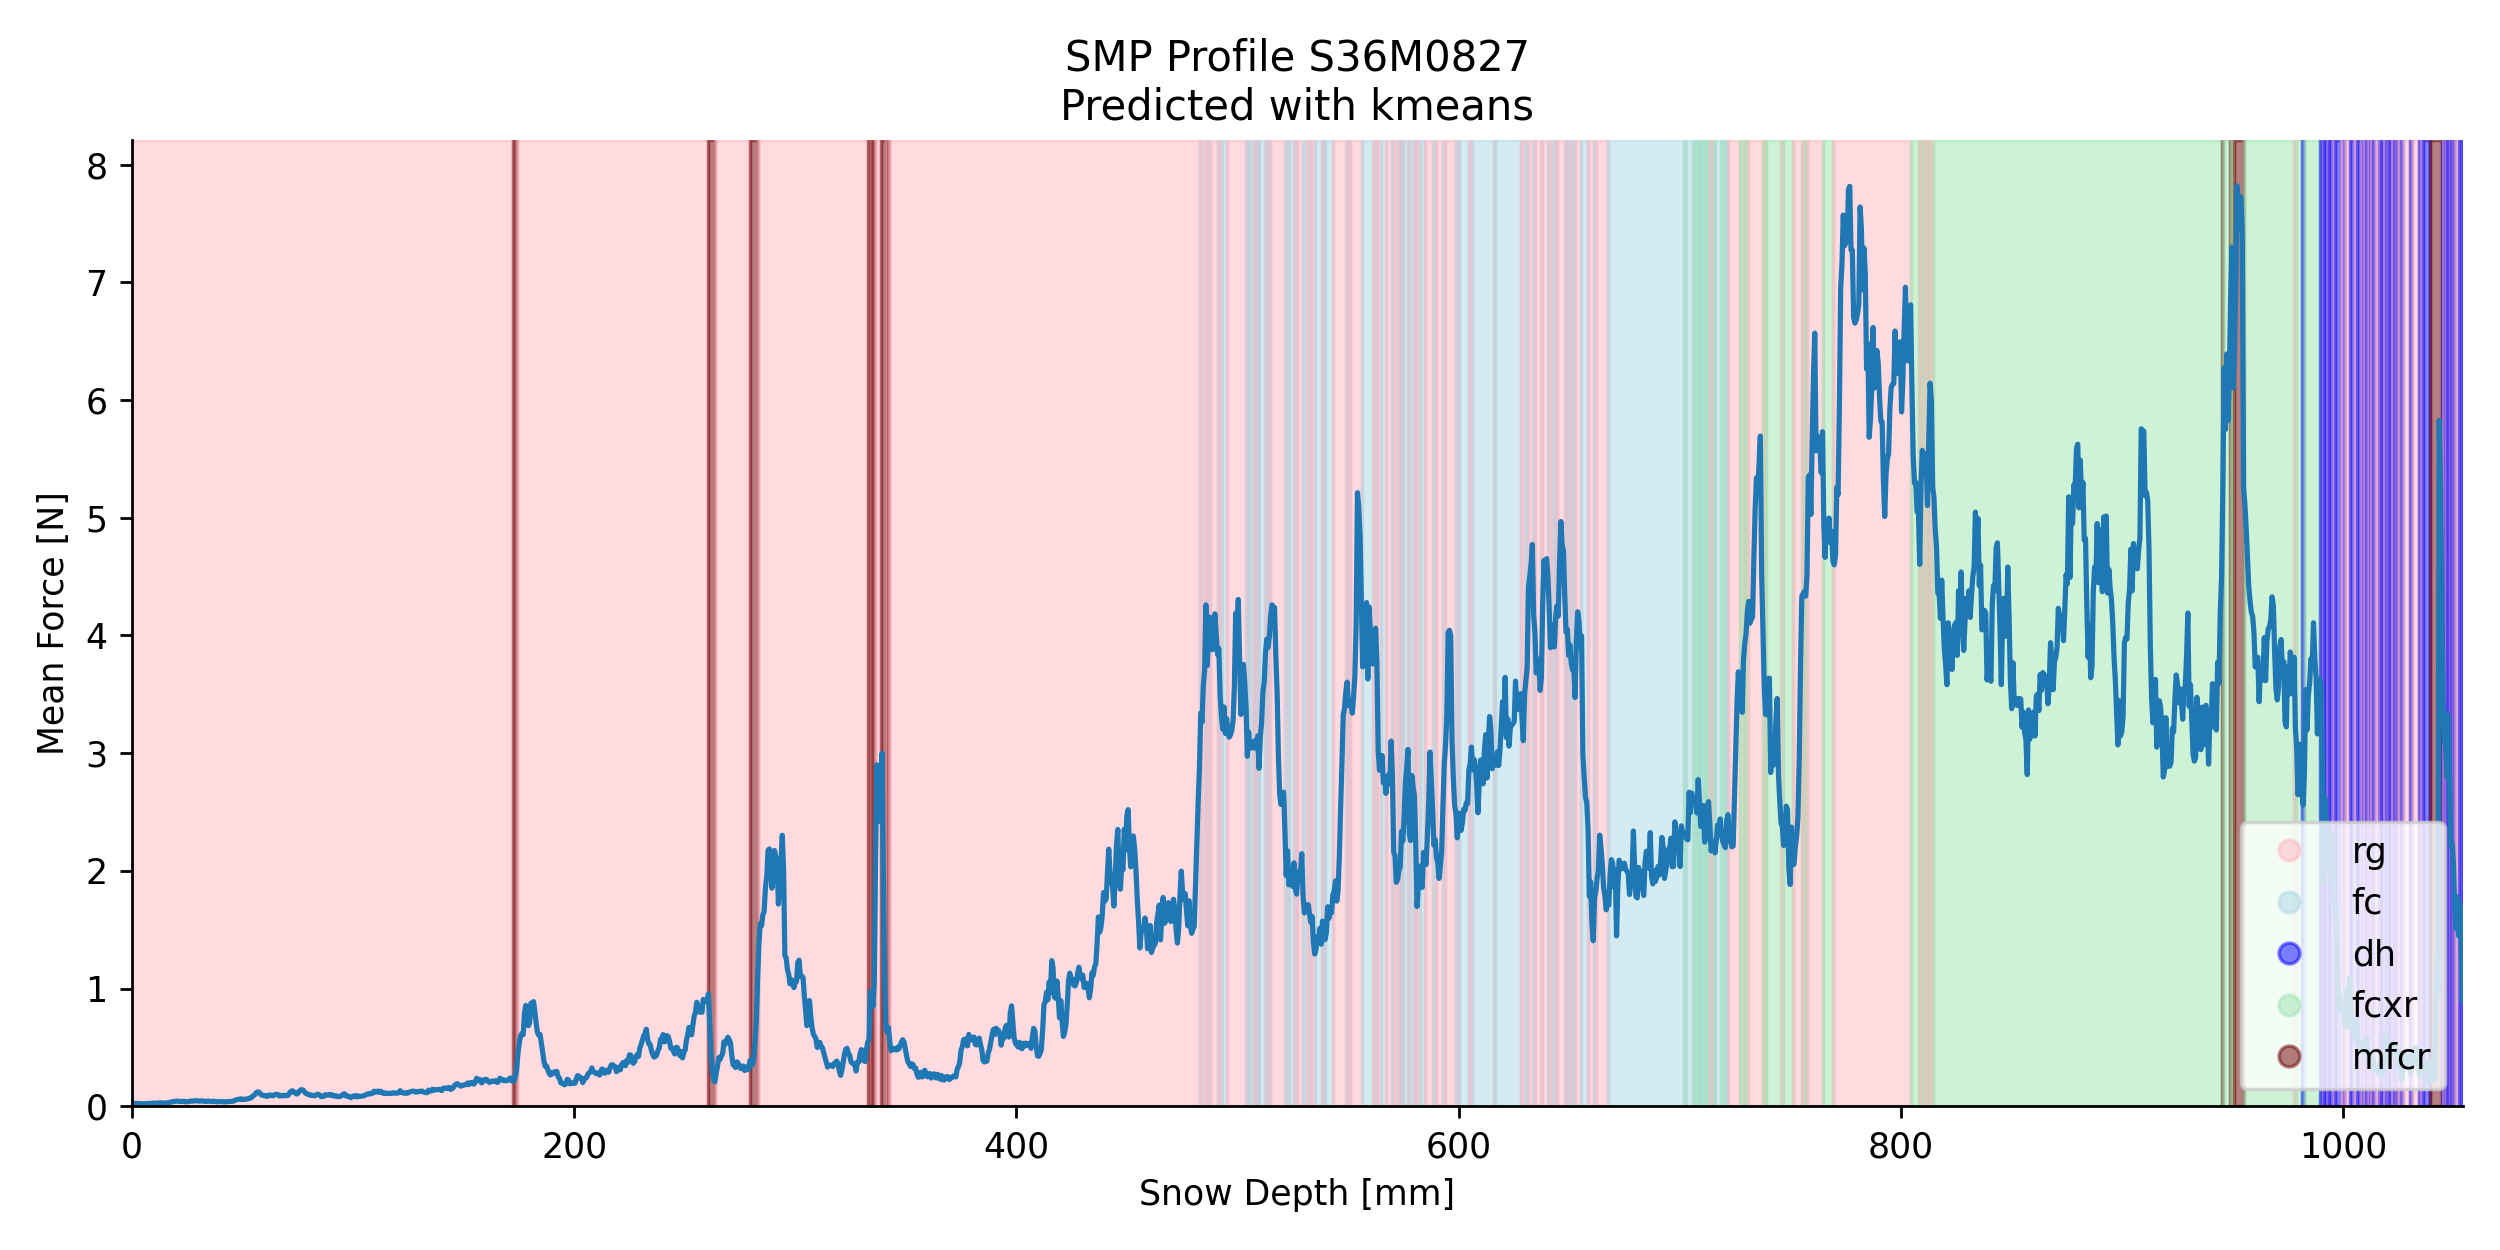 SMP Profile S36M0827
Predicted with kmeans
Mean Force [N]
8
7
6
5
4
3
2
1
0
0 200 400 600 800 1000
Snow Depth [mm]
rg
fc
dh
fcxr
mfcr